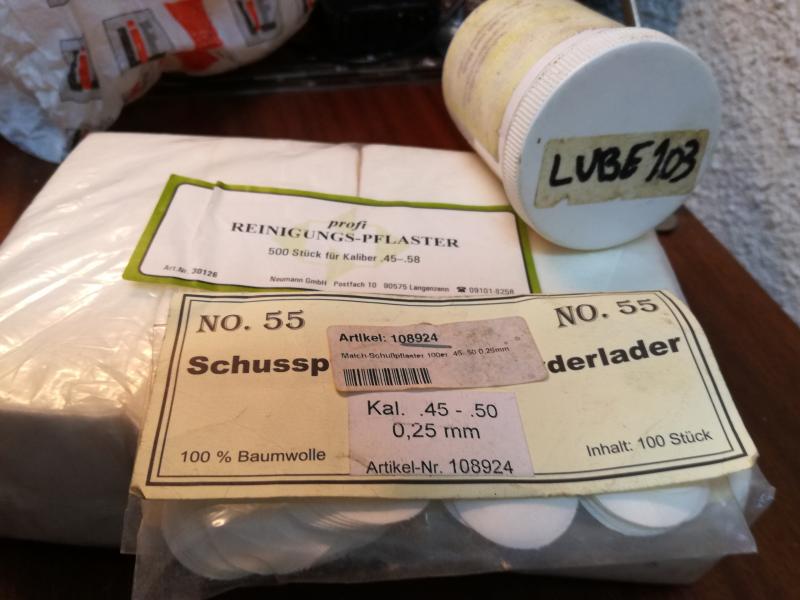 LUBE 103
profi
REINIGUNGS-PFLASTER
500 Stück für Kaliber .45-.58
Art.Nr. 30126
Neumann GmbH Postfach 10 90575 Langenzenn ☎ 09101-8258
NO. 55
NO. 55
Artikel: 108924
Match-Schußpflaster 100er .45-.50 0,25mm
Schussp derlader
Kal. .45 - .50
0,25 mm
100 % Baumwolle
Inhalt: 100 Stück
Artikel-Nr. 108924